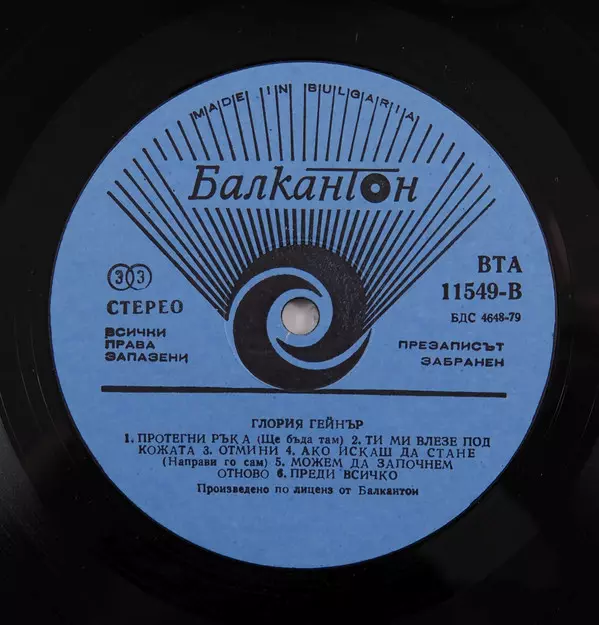 MADE IN BULGARIA
БалканТон
33
СТЕРЕО
ВСИЧКИ
ПРАВА
ЗАПАЗЕНИ
ВТА
11549-В
БДС 4648-79
ПРЕЗАПИСЪТ
ЗАБРАНЕН
ГЛОРИЯ ГЕЙНЪР
1. ПРОТЕГНИ РЪКА (Ще бъда там) 2. ТИ МИ ВЛЕЗЕ ПОД
КОЖАТА 3. ОТМИНИ 4. АКО ИСКАШ ДА СТАНЕ
(Направи го сам) 5. МОЖЕМ ДА ЗАПОЧНЕМ
ОТНОВО 6. ПРЕДИ ВСИЧКО
Произведено по лиценз от Балкантон